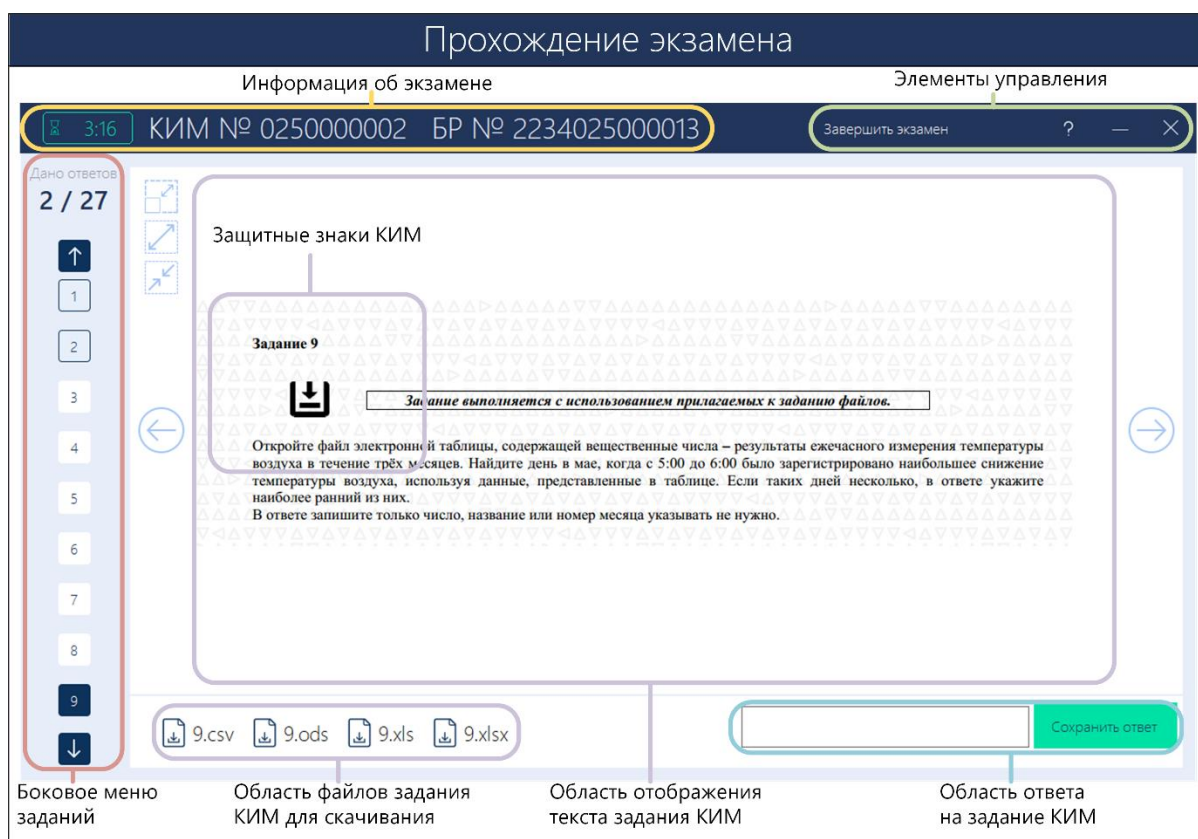 Прохождение экзамена
Информация об экзамене
Элементы управления
3:16 КИМ № 0250000002 БР № 2234025000013
Завершить экзамен ? — ×
Дано ответов
2 / 27
Защитные знаки КИМ
1
2
3
4
5
6
7
8
9
Задание 9
Задание выполняется с использованием прилагаемых к заданию файлов.
Откройте файл электронной таблицы, содержащей вещественные числа – результаты ежечасного измерения температуры
воздуха в течение трёх месяцев. Найдите день в мае, когда с 5:00 до 6:00 было зарегистрировано наибольшее снижение
температуры воздуха, используя данные, представленные в таблице. Если таких дней несколько, в ответе укажите
наиболее ранний из них.
В ответе запишите только число, название или номер месяца указывать не нужно.
9.csv 9.ods 9.xls 9.xlsx
Сохранить ответ
Боковое меню
заданий
Область файлов задания
КИМ для скачивания
Область отображения
текста задания КИМ
Область ответа
на задание КИМ